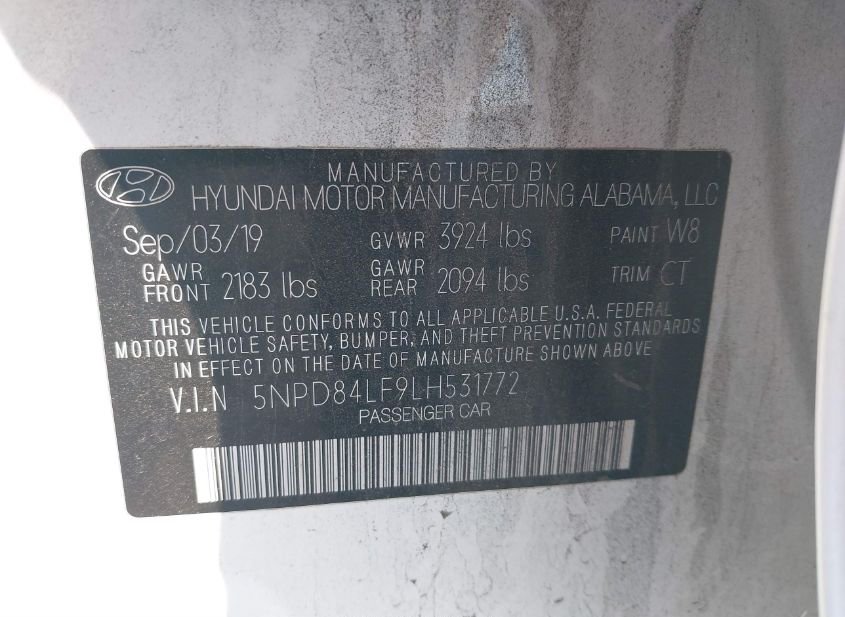 MANUFACTURED BY
HYUNDAI MOTOR MANUFACTURING ALABAMA, LLC
Sep/03/19 GVWR 3924 lbs PAINT W8
GAWR FRONT 2183 lbs GAWR REAR 2094 lbs TRIM CT
THIS VEHICLE CONFORMS TO ALL APPLICABLE U.S.A. FEDERAL
MOTOR VEHICLE SAFETY, BUMPER, AND THEFT PREVENTION STANDARDS
IN EFFECT ON THE DATE OF MANUFACTURE SHOWN ABOVE
V.I.N 5NPD84LF9LH531772
PASSENGER CAR